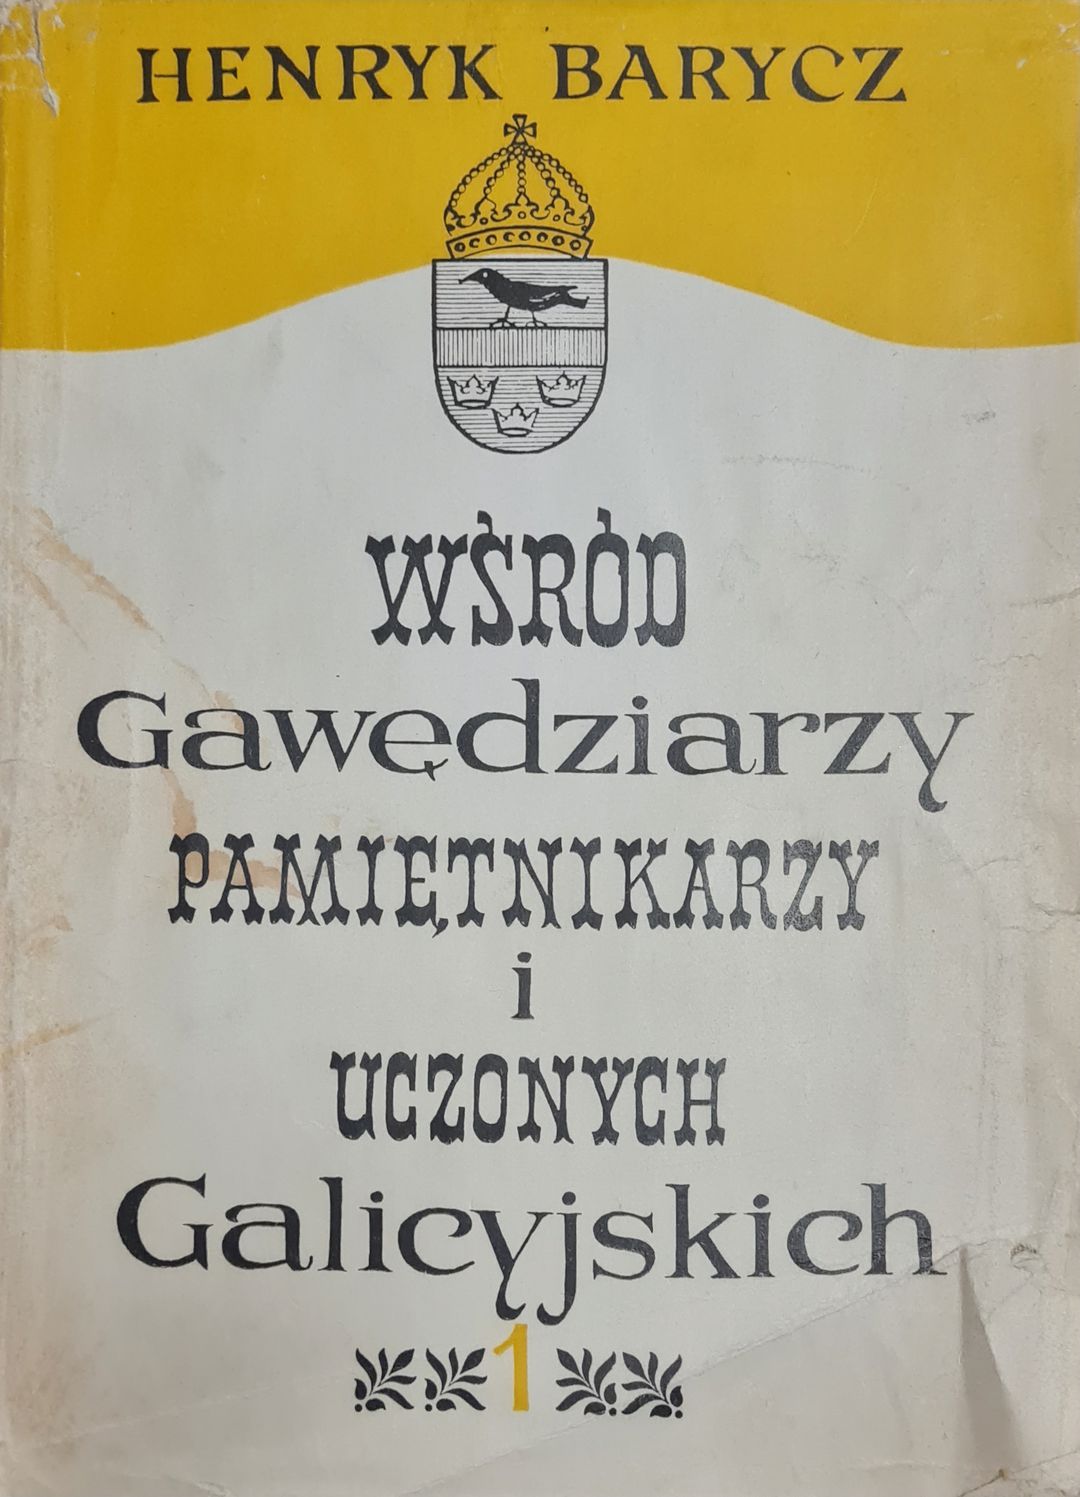 HENRYK BARYCZ
WŚRÓD
Gawędziarzy
PAMIĘTNIKARZY
i
UCZONYCH
Galicyjskich
1